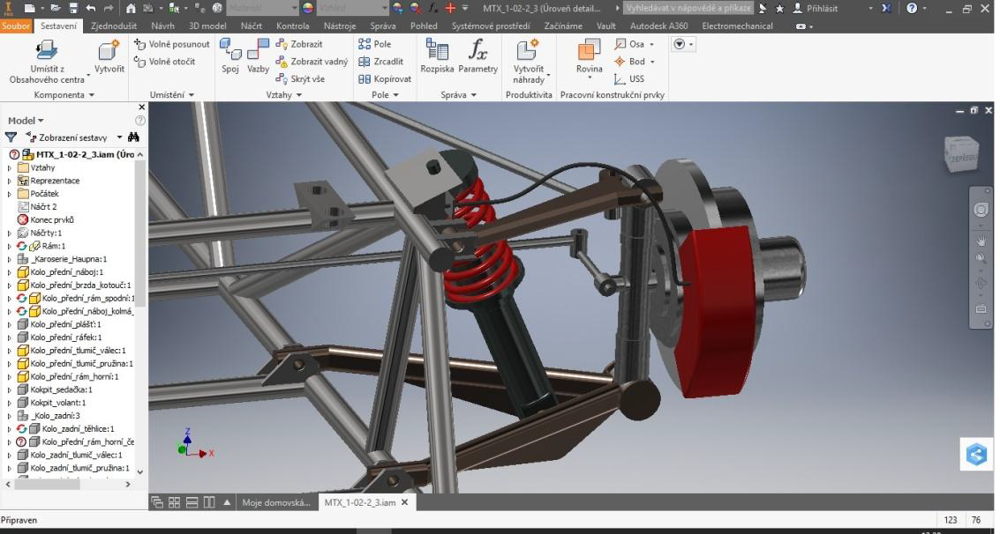 Materiál
Vzhled
MTX_1-02-2_3 (Úroveň detail...
Vyhledávat v nápovědě a příkaze
Přihlásit
Soubor Sestavení Zjednodušit Návrh 3D model Náčrt Kontrola Nástroje Správa Pohled Systémové prostředí Začínáme Vault Autodesk A360 Electromechanical
Umístit z
Obsahového centra
Vytvořit
Komponenta
Volně posunout
Volně otočit
Umístění
Spoj
Vazby
Zobrazit
Zobrazit vadný
Skrýt vše
Vztahy
Pole
Zrcadlit
Kopírovat
Pole
Rozpiska
fx
Parametry
Správa
Vytvořit
náhrady
Produktivita
Rovina
Osa
Bod
USS
Pracovní konstrukční prvky
Model
Zobrazení sestavy
MTX_1-02-2_3.iam (Úro
Vztahy
Reprezentace
Počátek
Náčrt 2
Konec prvků
Náčrty:1
Rám:1
_Karoserie_Haupna:1
Kolo_přední_náboj:1
Kolo_přední_brzda_kotouč:1
Kolo_přední_rám_spodní:1
Kolo_přední_náboj_kolmá_
Kolo_přední_plášť:1
Kolo_přední_ráfek:1
Kolo_přední_tlumič_válec:1
Kolo_přední_tlumič_pružina:1
Kolo_přední_rám_horní:1
Kokpit_sedačka:1
Kokpit_volant:1
_Kolo_zadní:3
Kolo_zadní_těhlice:1
Kolo_přední_rám_horní_če
Kolo_zadní_tlumič_válec:1
Kolo_zadní_tlumič_pružina:1
ZEPŘEDU
Z
X
Moje domovská...
MTX_1-02-2_3.iam
Připraven
123 76